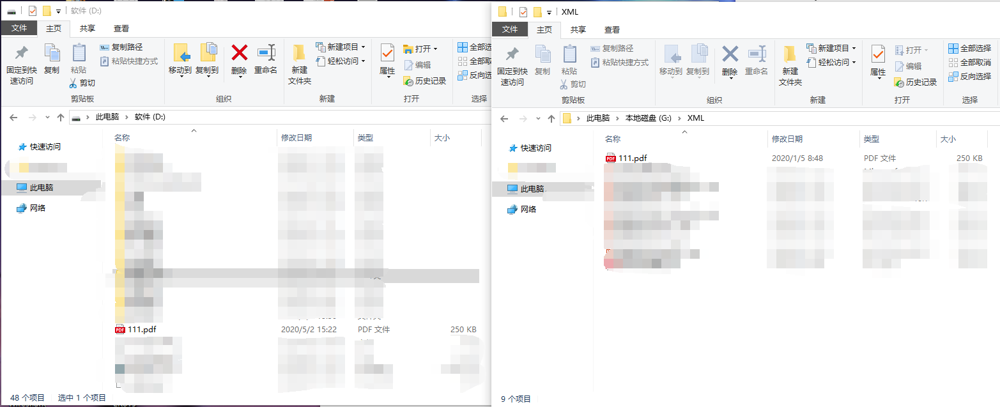 软件 (D:)
文件 主页 共享 查看
固定到快速访问 复制 粘贴 复制路径 粘贴快捷方式 剪切 移动到 复制到 删除 重命名 新建文件夹 新建项目 轻松访问 属性 打开 编辑 历史记录 全部选 全部取 反向选
剪贴板 组织 新建 打开 选择
此电脑 软件 (D:)
名称 修改日期 类型 大小
快速访问
此电脑
网络
111.pdf 2020/5/2 15:22 PDF 文件 250 KB
48 个项目 选中 1 个项目
XML
文件 主页 共享 查看
固定到快速访问 复制 粘贴 复制路径 粘贴快捷方式 剪切 移动到 复制到 删除 重命名 新建文件夹 新建项目 轻松访问 属性 打开 编辑 历史记录 全部选择 全部取消 反向选择
剪贴板 组织 新建 打开 选择
此电脑 本地磁盘 (G:) XML
名称 修改日期 类型 大小
快速访问
此电脑
网络
111.pdf 2020/1/5 8:48 PDF 文件 250 KB
9 个项目